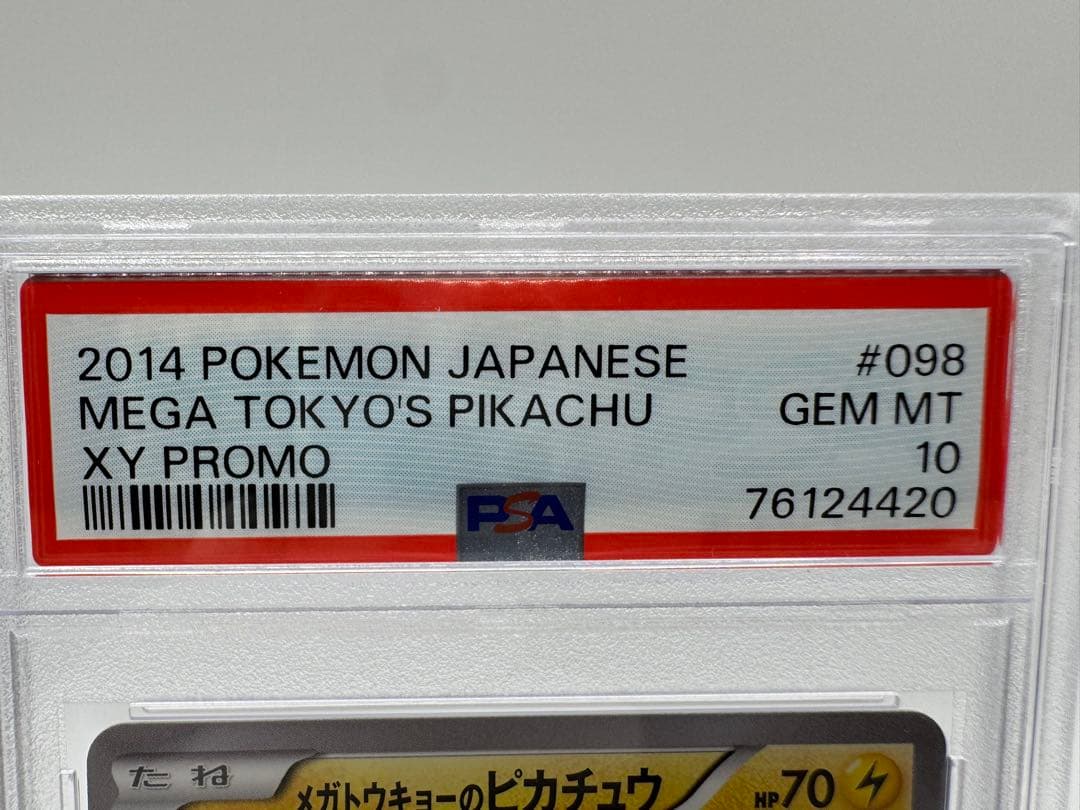 2014 POKEMON JAPANESE #098
MEGA TOKYO'S PIKACHU GEM MT
XY PROMO 10
PSA 76124420
たね メガトウキョーのピカチュウ HP70